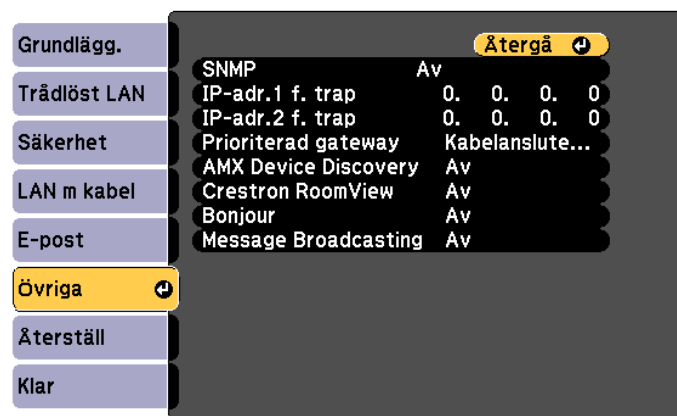 Grundlägg.
Trådlöst LAN
Säkerhet
LAN m kabel
E-post
Övriga
Återställ
Klar
Återgå
SNMP Av
IP-adr.1 f. trap 0. 0. 0. 0
IP-adr.2 f. trap 0. 0. 0. 0
Prioriterad gateway Kabelanslute...
AMX Device Discovery Av
Crestron RoomView Av
Bonjour Av
Message Broadcasting Av